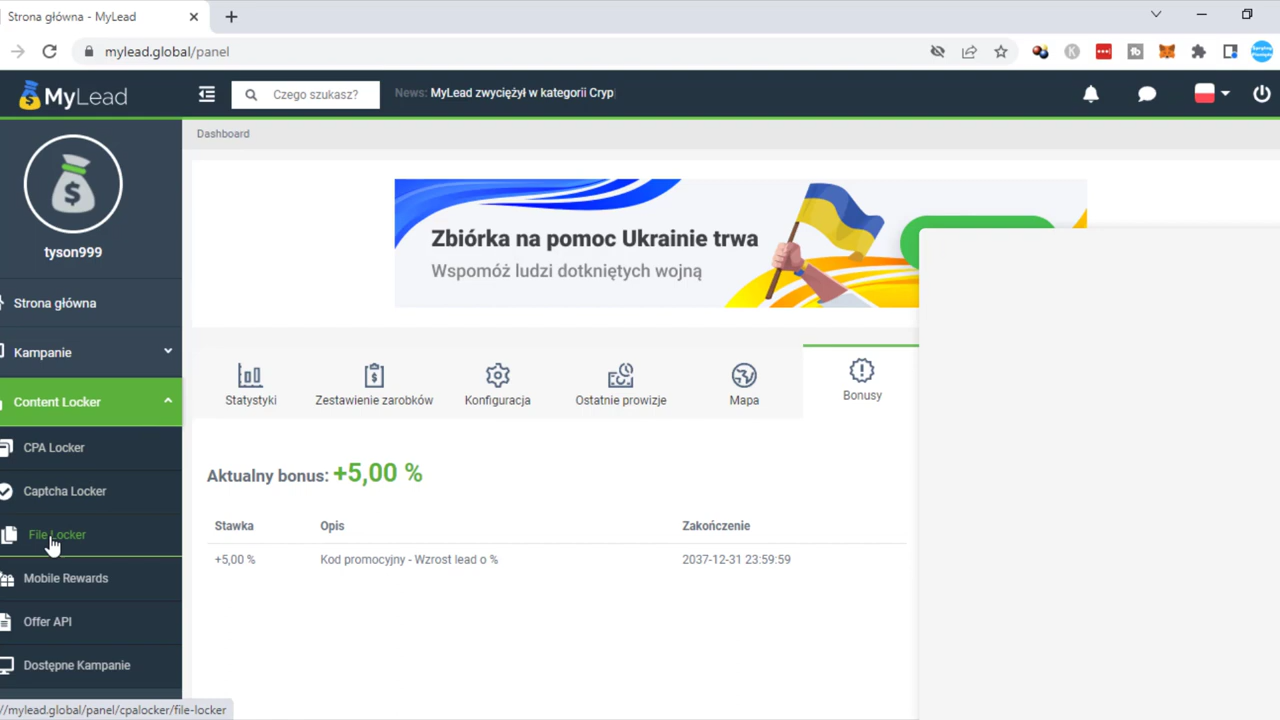 Strona główna - MyLead
mylead.global/panel
MyLead
Czego szukasz?
News: MyLead zwyciężył w kategorii Cryp
Dashboard
tyson999
Strona główna
Kampanie
Content Locker
CPA Locker
Captcha Locker
File Locker
Mobile Rewards
Offer API
Dostępne Kampanie
Zbiórka na pomoc Ukrainie trwa
Wspomóż ludzi dotkniętych wojną
Statystyki
Zestawienie zarobków
Konfiguracja
Ostatnie prowizje
Mapa
Bonusy
Aktualny bonus: +5,00 %
Stawka Opis Zakończenie
+5,00 % Kod promocyjny - Wzrost lead o % 2037-12-31 23:59:59
//mylead.global/panel/cpalocker/file-locker